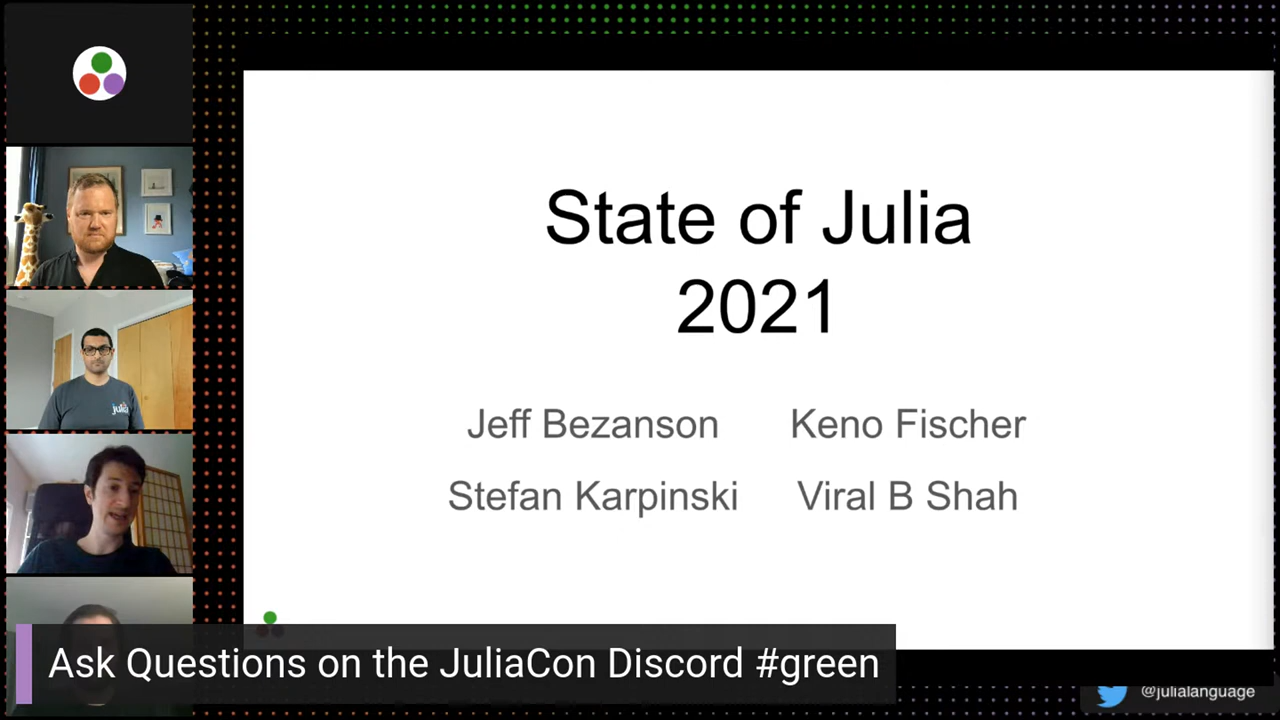 State of Julia
2021
Jeff Bezanson Keno Fischer
Stefan Karpinski Viral B Shah
julia
Ask Questions on the JuliaCon Discord #green
@julialanguage